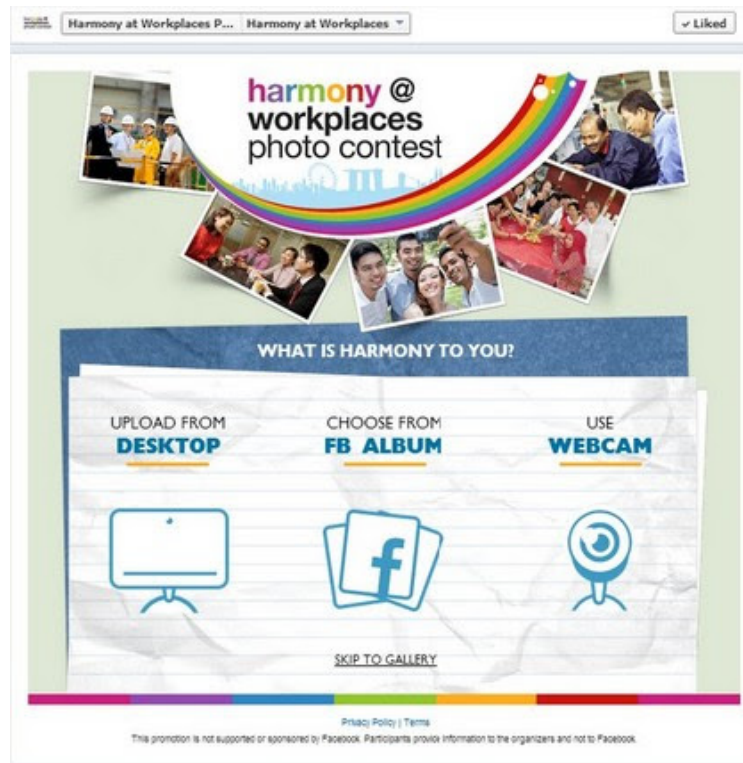 Harmony at Workplaces P... Harmony at Workplaces Liked
harmony @
workplaces
photo contest
WHAT IS HARMONY TO YOU?
UPLOAD FROM
DESKTOP
CHOOSE FROM
FB ALBUM
USE
WEBCAM
SKIP TO GALLERY
Privacy Policy | Terms
This promotion is not supported or sponsored by Facebook. Participants provide information to the organizers and not to Facebook.